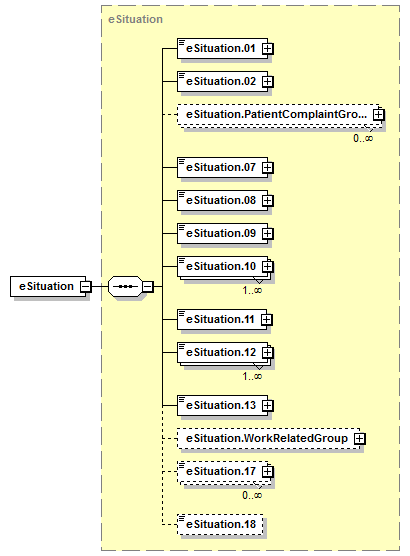 eSituation
eSituation.01
eSituation.02
eSituation.PatientComplaintGro...
0..∞
eSituation.07
eSituation.08
eSituation.09
eSituation.10
1..∞
eSituation
eSituation.11
eSituation.12
1..∞
eSituation.13
eSituation.WorkRelatedGroup
eSituation.17
0..∞
eSituation.18